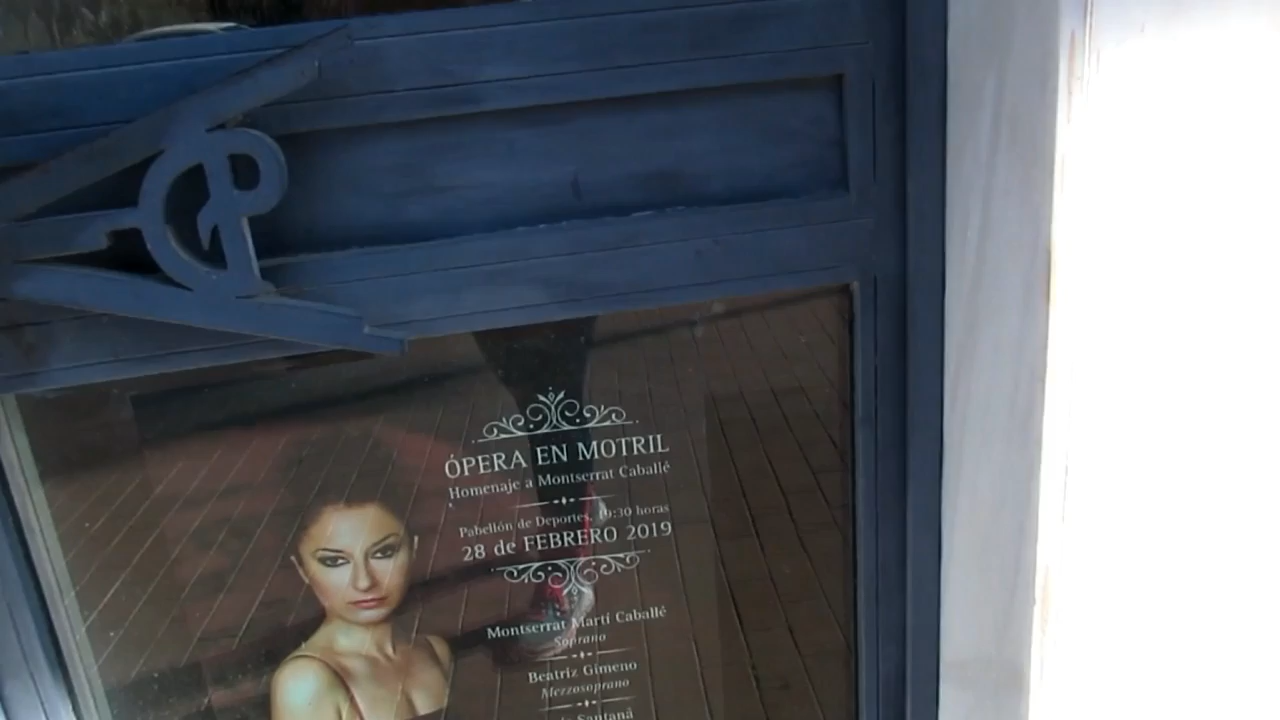 ÓPERA EN MOTRIL
Homenaje a Montserrat Caballé
Pabellón de Deportes, 19:30 horas
28 de FEBRERO 2019
Montserrat Martí Caballé
Soprano
Beatriz Gimeno
Mezzosoprano
Santana